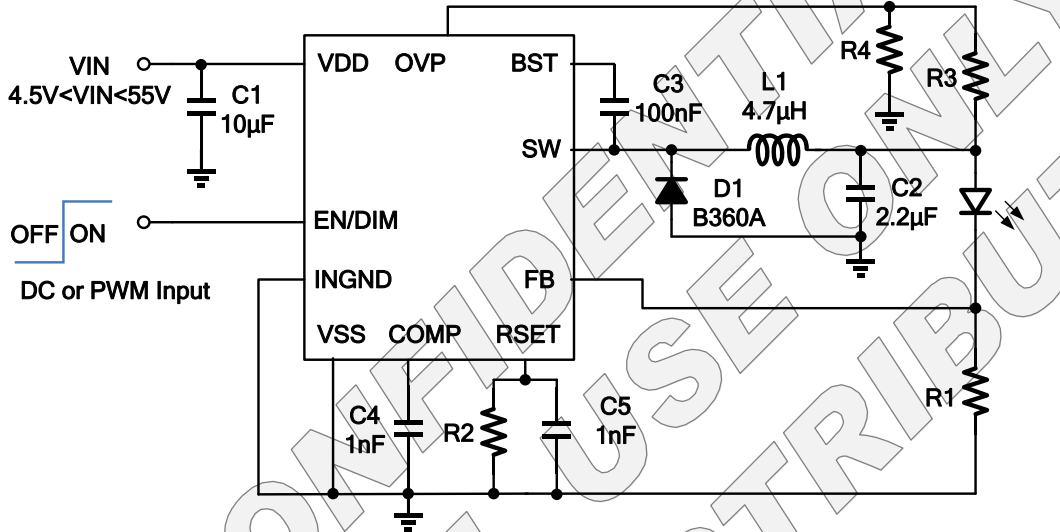 R4
R3
VIN
4.5V<VIN<55V
C1
10µF
VDD
OVP
BST
C3
100nF
L1
4.7µH
SW
D1
B360A
C2
2.2µF
OFF
ON
EN/DIM
DC or PWM Input
INGND
FB
VSS
COMP
RSET
C4
1nF
R2
C5
1nF
R1
CONFIDENTIAL
USE ONLY
DISTRIBUT